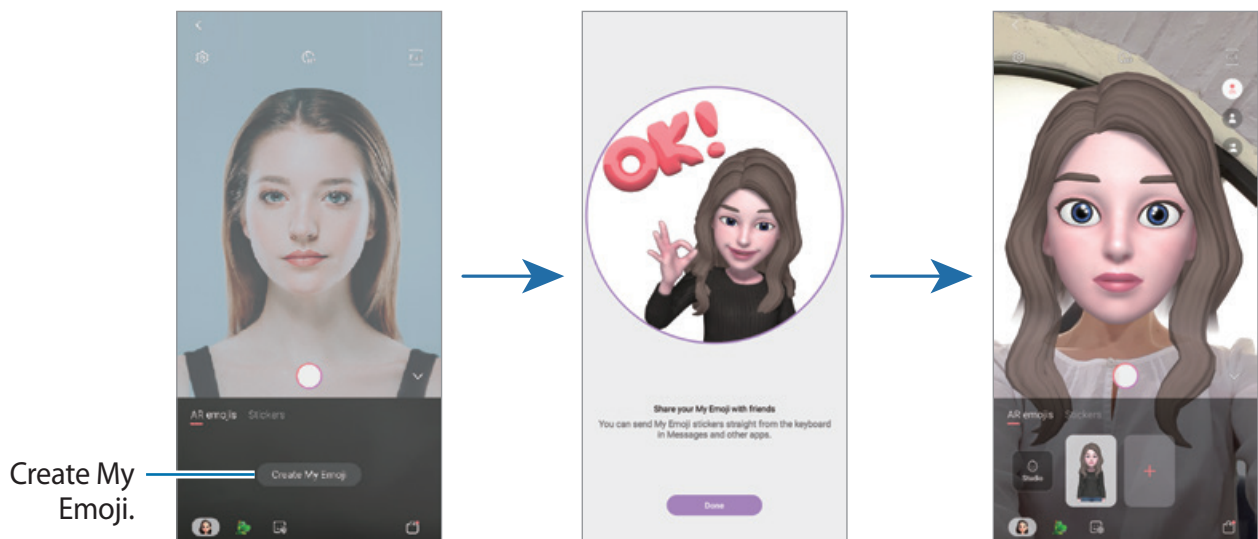 AR emojis Stickers
Create My Emoji
Create My
Emoji.
OK!
Share your My Emoji with friends
You can send My Emoji stickers straight from the keyboard
in Messages and other apps.
Done
AR emojis Stickers
Studio